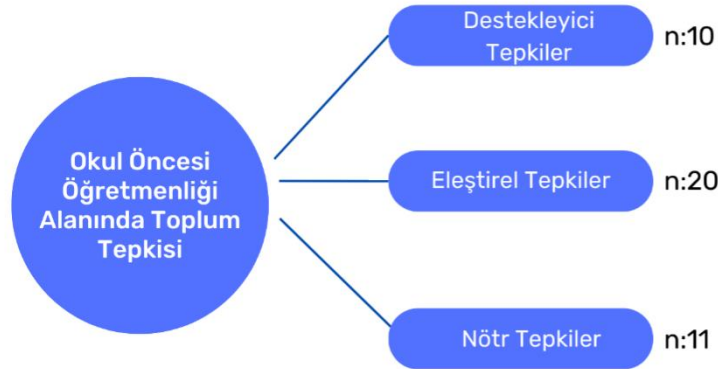 Okul Öncesi
Öğretmenliği
Alanında Toplum
Tepkisi
Destekleyici
Tepkiler
n:10
Eleştirel Tepkiler
n:20
Nötr Tepkiler
n:11